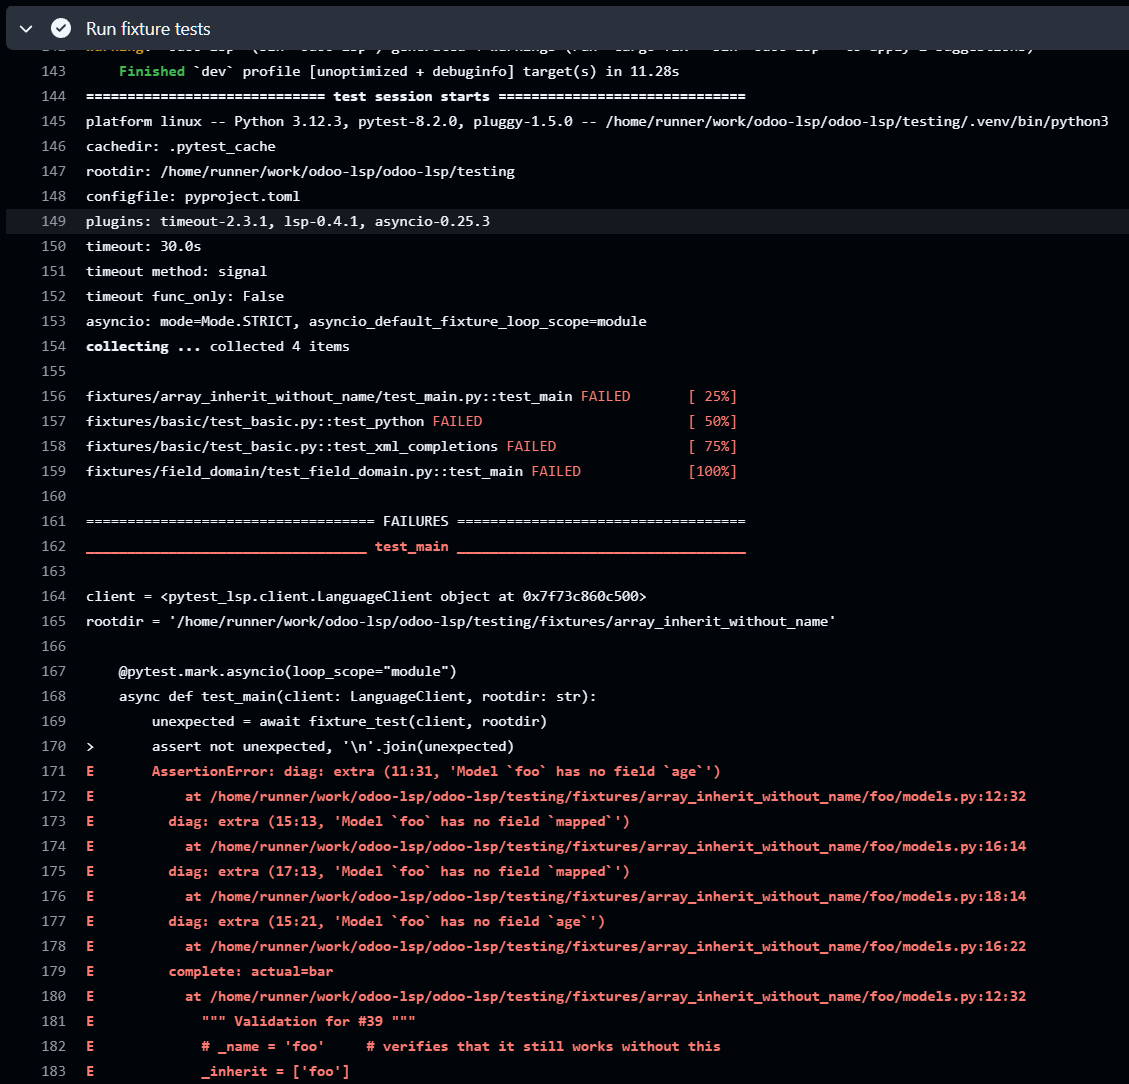 Run fixture tests
143 Finished `dev` profile [unoptimized + debuginfo] target(s) in 11.28s
144 ============================= test session starts ==============================
145 platform linux -- Python 3.12.3, pytest-8.2.0, pluggy-1.5.0 -- /home/runner/work/odoo-lsp/odoo-lsp/testing/.venv/bin/python3
146 cachedir: .pytest_cache
147 rootdir: /home/runner/work/odoo-lsp/odoo-lsp/testing
148 configfile: pyproject.toml
149 plugins: timeout-2.3.1, lsp-0.4.1, asyncio-0.25.3
150 timeout: 30.0s
151 timeout method: signal
152 timeout func_only: False
153 asyncio: mode=Mode.STRICT, asyncio_default_fixture_loop_scope=module
154 collecting ... collected 4 items
155
156 fixtures/array_inherit_without_name/test_main.py::test_main FAILED [ 25%]
157 fixtures/basic/test_basic.py::test_python FAILED [ 50%]
158 fixtures/basic/test_basic.py::test_xml_completions FAILED [ 75%]
159 fixtures/field_domain/test_field_domain.py::test_main FAILED [100%]
160
161 =================================== FAILURES ===================================
162 __________________________________ test_main ___________________________________
163
164 client = <pytest_lsp.client.LanguageClient object at 0x7f73c860c500>
165 rootdir = '/home/runner/work/odoo-lsp/odoo-lsp/testing/fixtures/array_inherit_without_name'
166
167 @pytest.mark.asyncio(loop_scope="module")
168 async def test_main(client: LanguageClient, rootdir: str):
169 unexpected = await fixture_test(client, rootdir)
170 > assert not unexpected, '\n'.join(unexpected)
171 E AssertionError: diag: extra (11:31, 'Model `foo` has no field `age`')
172 E at /home/runner/work/odoo-lsp/odoo-lsp/testing/fixtures/array_inherit_without_name/foo/models.py:12:32
173 E diag: extra (15:13, 'Model `foo` has no field `mapped`')
174 E at /home/runner/work/odoo-lsp/odoo-lsp/testing/fixtures/array_inherit_without_name/foo/models.py:16:14
175 E diag: extra (17:13, 'Model `foo` has no field `mapped`')
176 E at /home/runner/work/odoo-lsp/odoo-lsp/testing/fixtures/array_inherit_without_name/foo/models.py:18:14
177 E diag: extra (15:21, 'Model `foo` has no field `age`')
178 E at /home/runner/work/odoo-lsp/odoo-lsp/testing/fixtures/array_inherit_without_name/foo/models.py:16:22
179 E complete: actual=bar
180 E at /home/runner/work/odoo-lsp/odoo-lsp/testing/fixtures/array_inherit_without_name/foo/models.py:12:32
181 E """ Validation for #39 """
182 E # _name = 'foo' # verifies that it still works without this
183 E _inherit = ['foo']